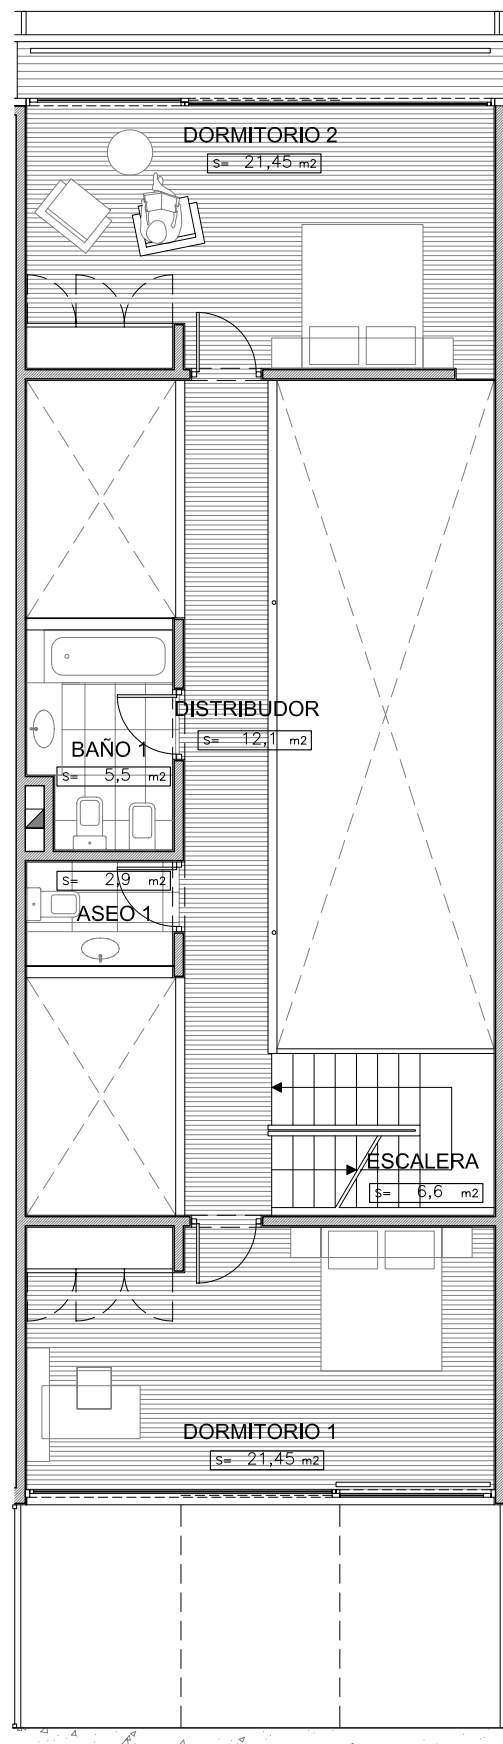 DORMITORIO 2
S= 21,45 m2
DISTRIBUDOR
S= 12,1 m2
BAÑO 1
S= 5,5 m2
S= 2,9 m2
ASEO 1
ESCALERA
S= 6,6 m2
DORMITORIO 1
S= 21,45 m2